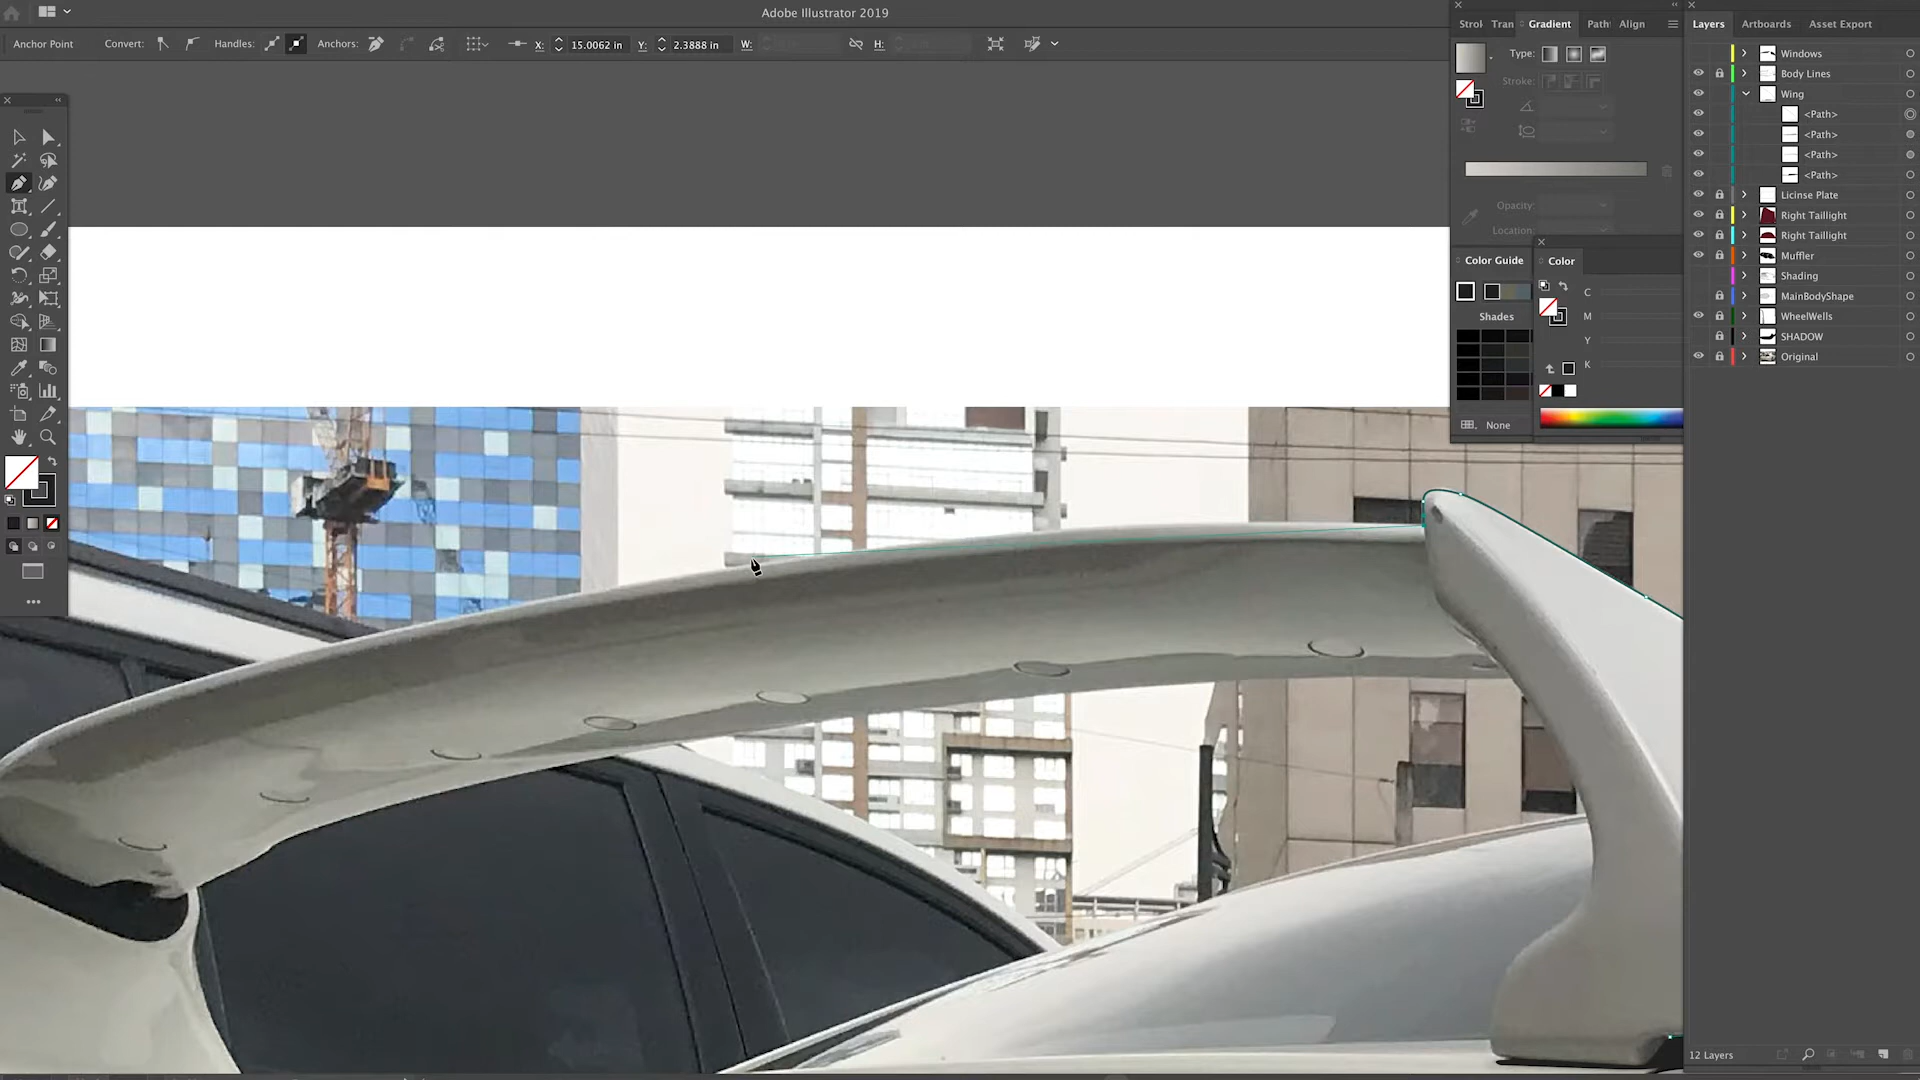 Adobe Illustrator 2019
Anchor Point
Convert:
Handles:
Anchors:
X:
15.0062 in
Y:
2.3888 in
W:
H:
Strol
Tran
Gradient
Path
Align
Type:
Stroke:
Opacity:
Location:
Color Guide
Shades
None
Color
C
M
Y
K
Layers
Artboards
Asset Export
Windows
Body Lines
Wing
<Path>
<Path>
<Path>
<Path>
Licinse Plate
Right Taillight
Right Taillight
Muffler
Shading
MainBodyShape
WheelWells
SHADOW
Original
12 Layers